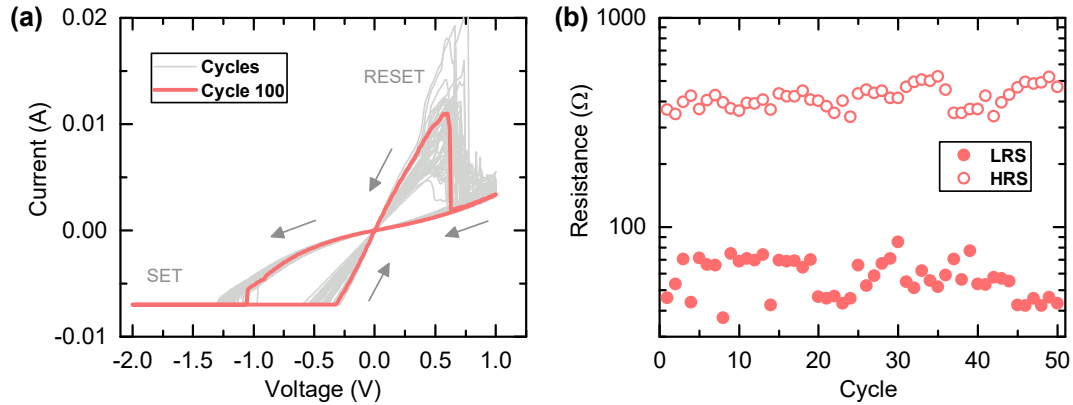 (a)
0.02
0.01
0.00
-0.01
Current (A)
Cycles
Cycle 100
RESET
SET
-2.0 -1.5 -1.0 -0.5 0.0 0.5 1.0
Voltage (V)
(b)
1000
100
Resistance (Ω)
LRS
HRS
0 10 20 30 40 50
Cycle